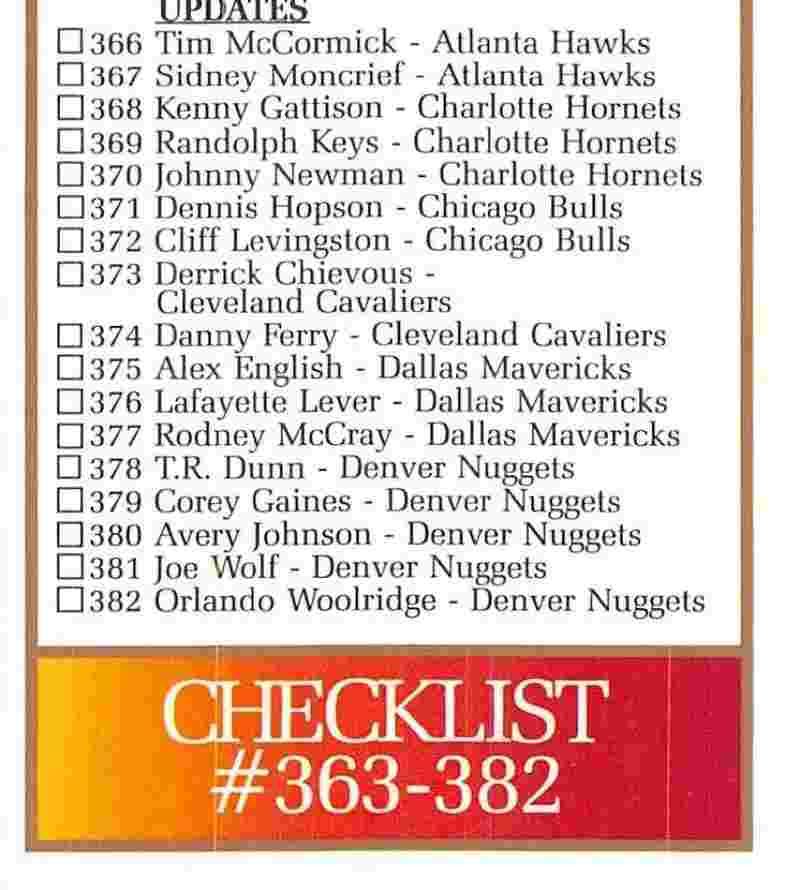 UPDATES
☐ 366 Tim McCormick - Atlanta Hawks
☐ 367 Sidney Moncrief - Atlanta Hawks
☐ 368 Kenny Gattison - Charlotte Hornets
☐ 369 Randolph Keys - Charlotte Hornets
☐ 370 Johnny Newman - Charlotte Hornets
☐ 371 Dennis Hopson - Chicago Bulls
☐ 372 Cliff Levingston - Chicago Bulls
☐ 373 Derrick Chievous -
Cleveland Cavaliers
☐ 374 Danny Ferry - Cleveland Cavaliers
☐ 375 Alex English - Dallas Mavericks
☐ 376 Lafayette Lever - Dallas Mavericks
☐ 377 Rodney McCray - Dallas Mavericks
☐ 378 T.R. Dunn - Denver Nuggets
☐ 379 Corey Gaines - Denver Nuggets
☐ 380 Avery Johnson - Denver Nuggets
☐ 381 Joe Wolf - Denver Nuggets
☐ 382 Orlando Woolridge - Denver Nuggets
CHECKLIST
#363-382